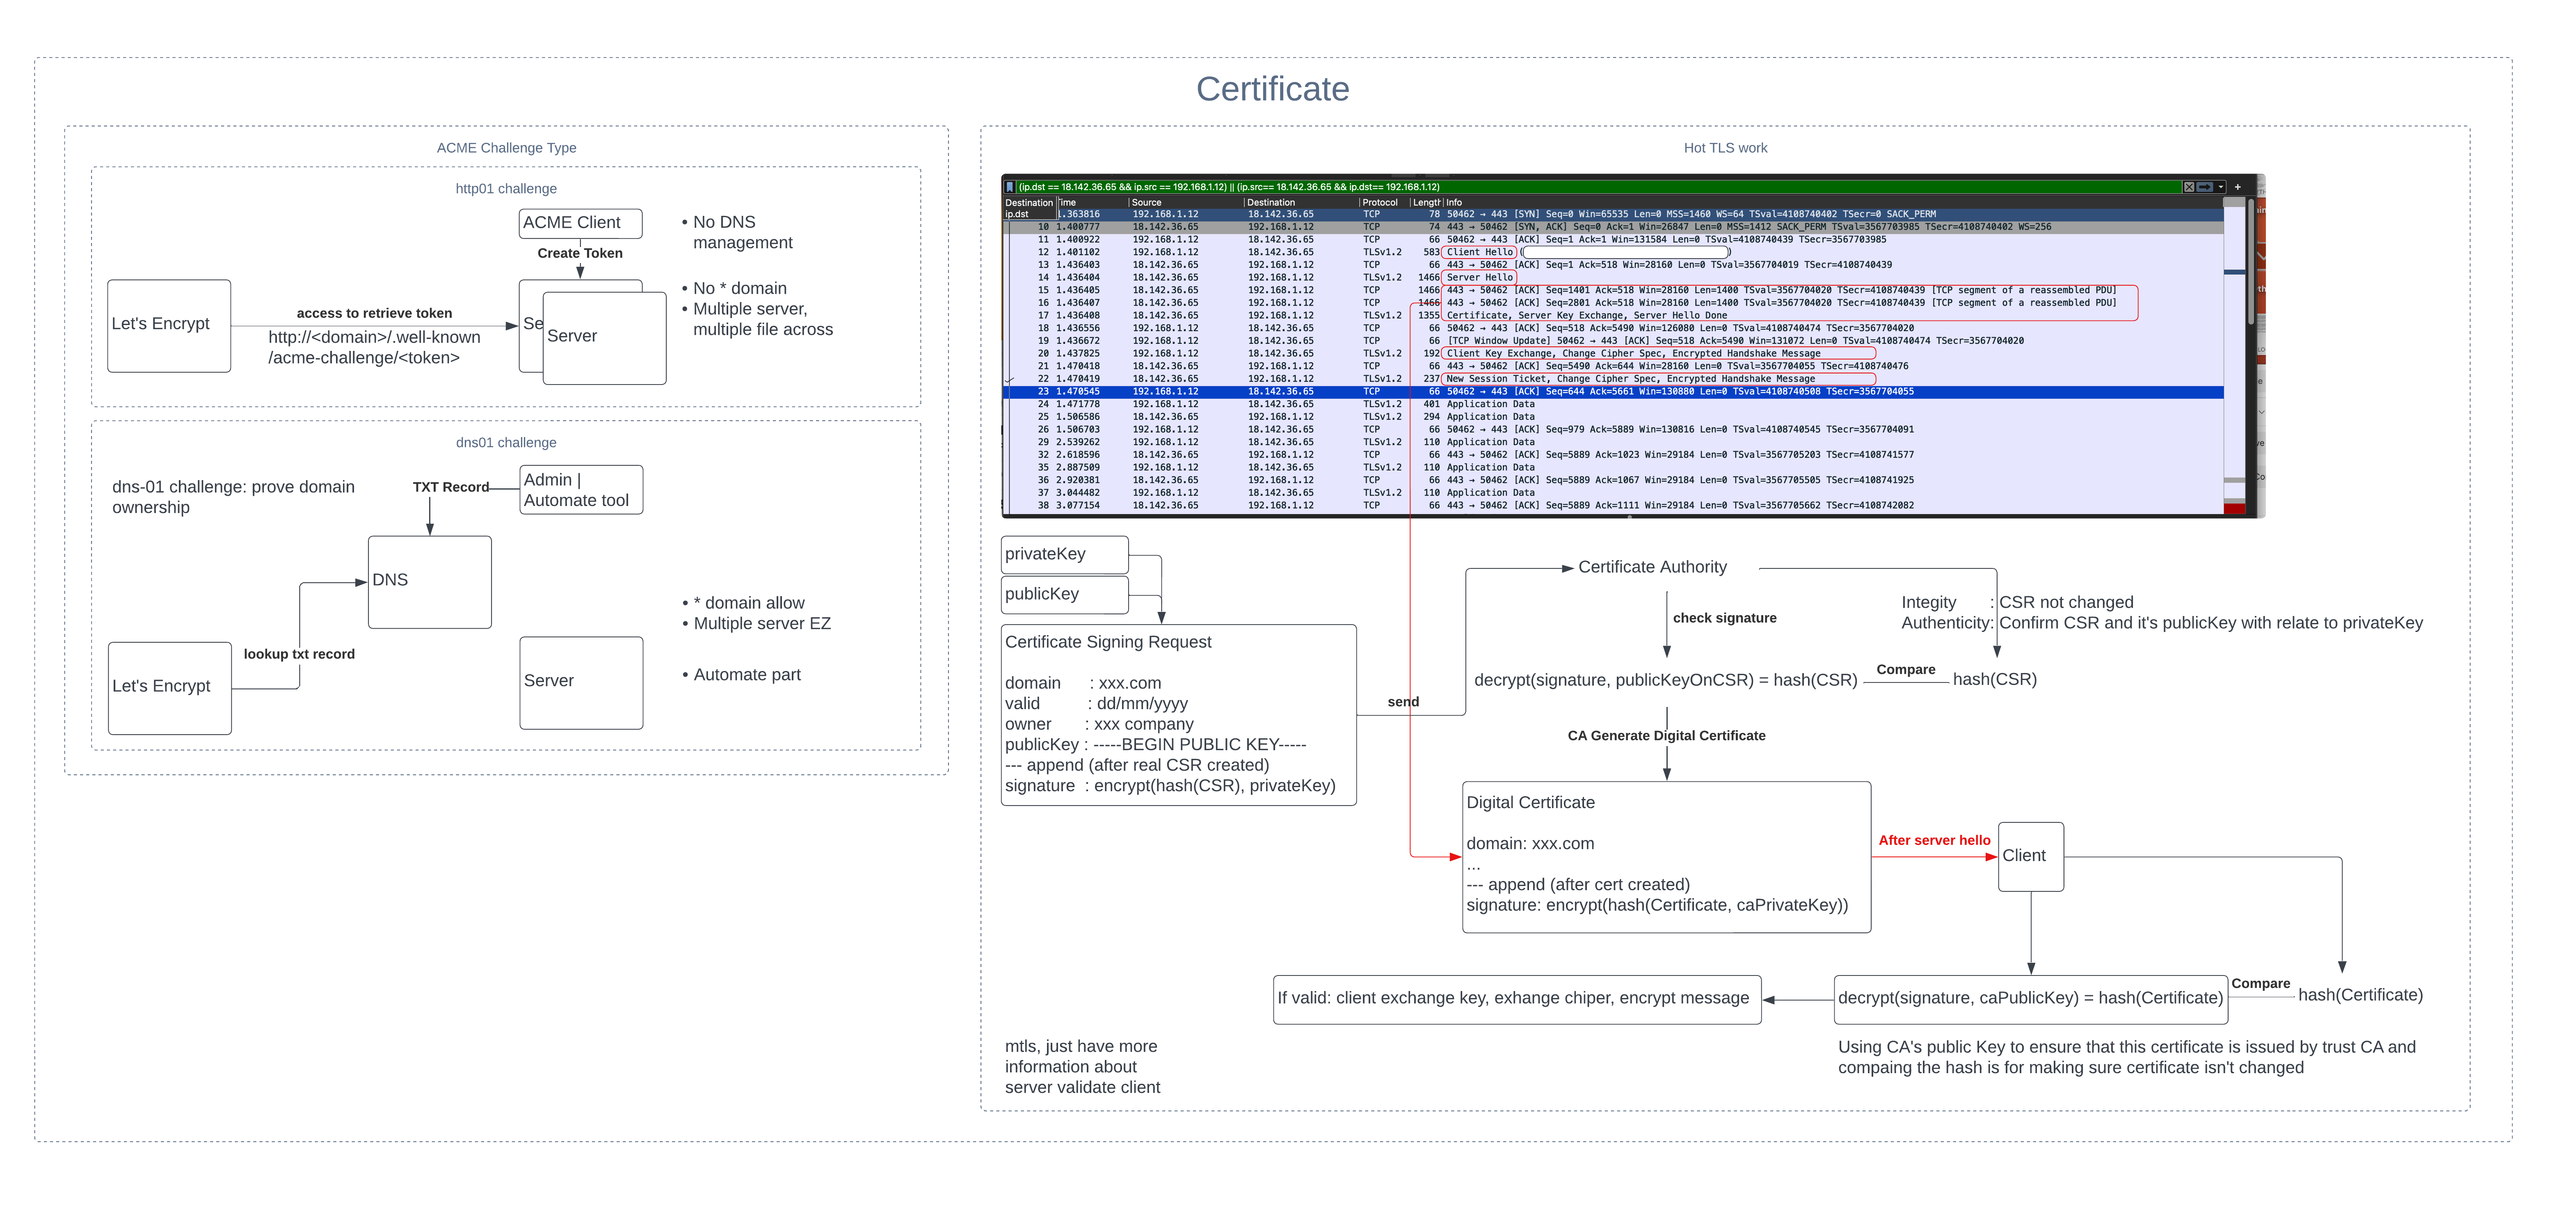 Certificate
ACME Challenge Type
http01 challenge
ACME Client
Create Token
Let's Encrypt
access to retrieve token
http://<domain>/.well-known
/acme-challenge/<token>
Se
Server
• No DNS
management
• No * domain
• Multiple server,
multiple file across
dns01 challenge
dns-01 challenge: prove domain
ownership
TXT Record
Admin |
Automate tool
DNS
lookup txt record
Let's Encrypt
Server
• * domain allow
• Multiple server EZ
• Automate part
Hot TLS work
(ip.dst == 18.142.36.65 && ip.src == 192.168.1.12) || (ip.src== 18.142.36.65 && ip.dst== 192.168.1.12)
Destination Time Source Destination Protocol Length Info
ip.dst 1.363816 192.168.1.12 18.142.36.65 TCP 78 50462 → 443 [SYN] Seq=0 Win=65535 Len=0 MSS=1460 WS=64 TSval=4108740402 TSecr=0 SACK_PERM
10 1.400777 18.142.36.65 192.168.1.12 TCP 74 443 → 50462 [SYN, ACK] Seq=0 Ack=1 Win=26847 Len=0 MSS=1412 SACK_PERM TSval=3567703985 TSecr=4108740402 WS=256
11 1.400922 192.168.1.12 18.142.36.65 TCP 66 50462 → 443 [ACK] Seq=1 Ack=1 Win=131584 Len=0 TSval=4108740439 TSecr=3567703985
12 1.401102 192.168.1.12 18.142.36.65 TLSv1.2 583 Client Hello ( )
13 1.436403 18.142.36.65 192.168.1.12 TCP 66 443 → 50462 [ACK] Seq=1 Ack=518 Win=28160 Len=0 TSval=3567704019 TSecr=4108740439
14 1.436404 18.142.36.65 192.168.1.12 TLSv1.2 1466 Server Hello
15 1.436405 18.142.36.65 192.168.1.12 TCP 1466 443 → 50462 [ACK] Seq=1401 Ack=518 Win=28160 Len=1400 TSval=3567704020 TSecr=4108740439 [TCP segment of a reassembled PDU]
16 1.436407 18.142.36.65 192.168.1.12 TCP 1466 443 → 50462 [ACK] Seq=2801 Ack=518 Win=28160 Len=1400 TSval=3567704020 TSecr=4108740439 [TCP segment of a reassembled PDU]
17 1.436408 18.142.36.65 192.168.1.12 TLSv1.2 1355 Certificate, Server Key Exchange, Server Hello Done
18 1.436556 192.168.1.12 18.142.36.65 TCP 66 50462 → 443 [ACK] Seq=518 Ack=5490 Win=126080 Len=0 TSval=4108740474 TSecr=3567704020
19 1.436672 192.168.1.12 18.142.36.65 TCP 66 [TCP Window Update] 50462 → 443 [ACK] Seq=518 Ack=5490 Win=131072 Len=0 TSval=4108740474 TSecr=3567704020
20 1.437825 192.168.1.12 18.142.36.65 TLSv1.2 192 Client Key Exchange, Change Cipher Spec, Encrypted Handshake Message
21 1.470418 18.142.36.65 192.168.1.12 TCP 66 443 → 50462 [ACK] Seq=5490 Ack=644 Win=28160 Len=0 TSval=3567704055 TSecr=4108740476
22 1.470419 18.142.36.65 192.168.1.12 TLSv1.2 237 New Session Ticket, Change Cipher Spec, Encrypted Handshake Message
23 1.470545 192.168.1.12 18.142.36.65 TCP 66 50462 → 443 [ACK] Seq=644 Ack=5661 Win=130880 Len=0 TSval=4108740508 TSecr=3567704055
24 1.471778 192.168.1.12 18.142.36.65 TLSv1.2 401 Application Data
25 1.506586 18.142.36.65 192.168.1.12 TLSv1.2 294 Application Data
26 1.506703 192.168.1.12 18.142.36.65 TCP 66 50462 → 443 [ACK] Seq=979 Ack=5889 Win=130816 Len=0 TSval=4108740545 TSecr=3567704091
29 2.539262 192.168.1.12 18.142.36.65 TLSv1.2 110 Application Data
32 2.618596 18.142.36.65 192.168.1.12 TCP 66 443 → 50462 [ACK] Seq=5889 Ack=1023 Win=29184 Len=0 TSval=3567705203 TSecr=4108741577
35 2.887509 192.168.1.12 18.142.36.65 TLSv1.2 110 Application Data
36 2.920381 18.142.36.65 192.168.1.12 TCP 66 443 → 50462 [ACK] Seq=5889 Ack=1067 Win=29184 Len=0 TSval=3567705505 TSecr=4108741925
37 3.044482 192.168.1.12 18.142.36.65 TLSv1.2 110 Application Data
38 3.077154 18.142.36.65 192.168.1.12 TCP 66 443 → 50462 [ACK] Seq=5889 Ack=1111 Win=29184 Len=0 TSval=3567705662 TSecr=4108742082
privateKey
publicKey
Certificate Signing Request
domain : xxx.com
valid : dd/mm/yyyy
owner : xxx company
publicKey : -----BEGIN PUBLIC KEY-----
--- append (after real CSR created)
signature : encrypt(hash(CSR), privateKey)
send
Certificate Authority
check signature
Integity : CSR not changed
Authenticity: Confirm CSR and it's publicKey with relate to privateKey
decrypt(signature, publicKeyOnCSR) = hash(CSR)
Compare
hash(CSR)
CA Generate Digital Certificate
Digital Certificate
domain: xxx.com
...
--- append (after cert created)
signature: encrypt(hash(Certificate, caPrivateKey))
After server hello
Client
If valid: client exchange key, exhange chiper, encrypt message
decrypt(signature, caPublicKey) = hash(Certificate)
Compare
hash(Certificate)
Using CA's public Key to ensure that this certificate is issued by trust CA and
compaing the hash is for making sure certificate isn't changed
mtls, just have more
information about
server validate client